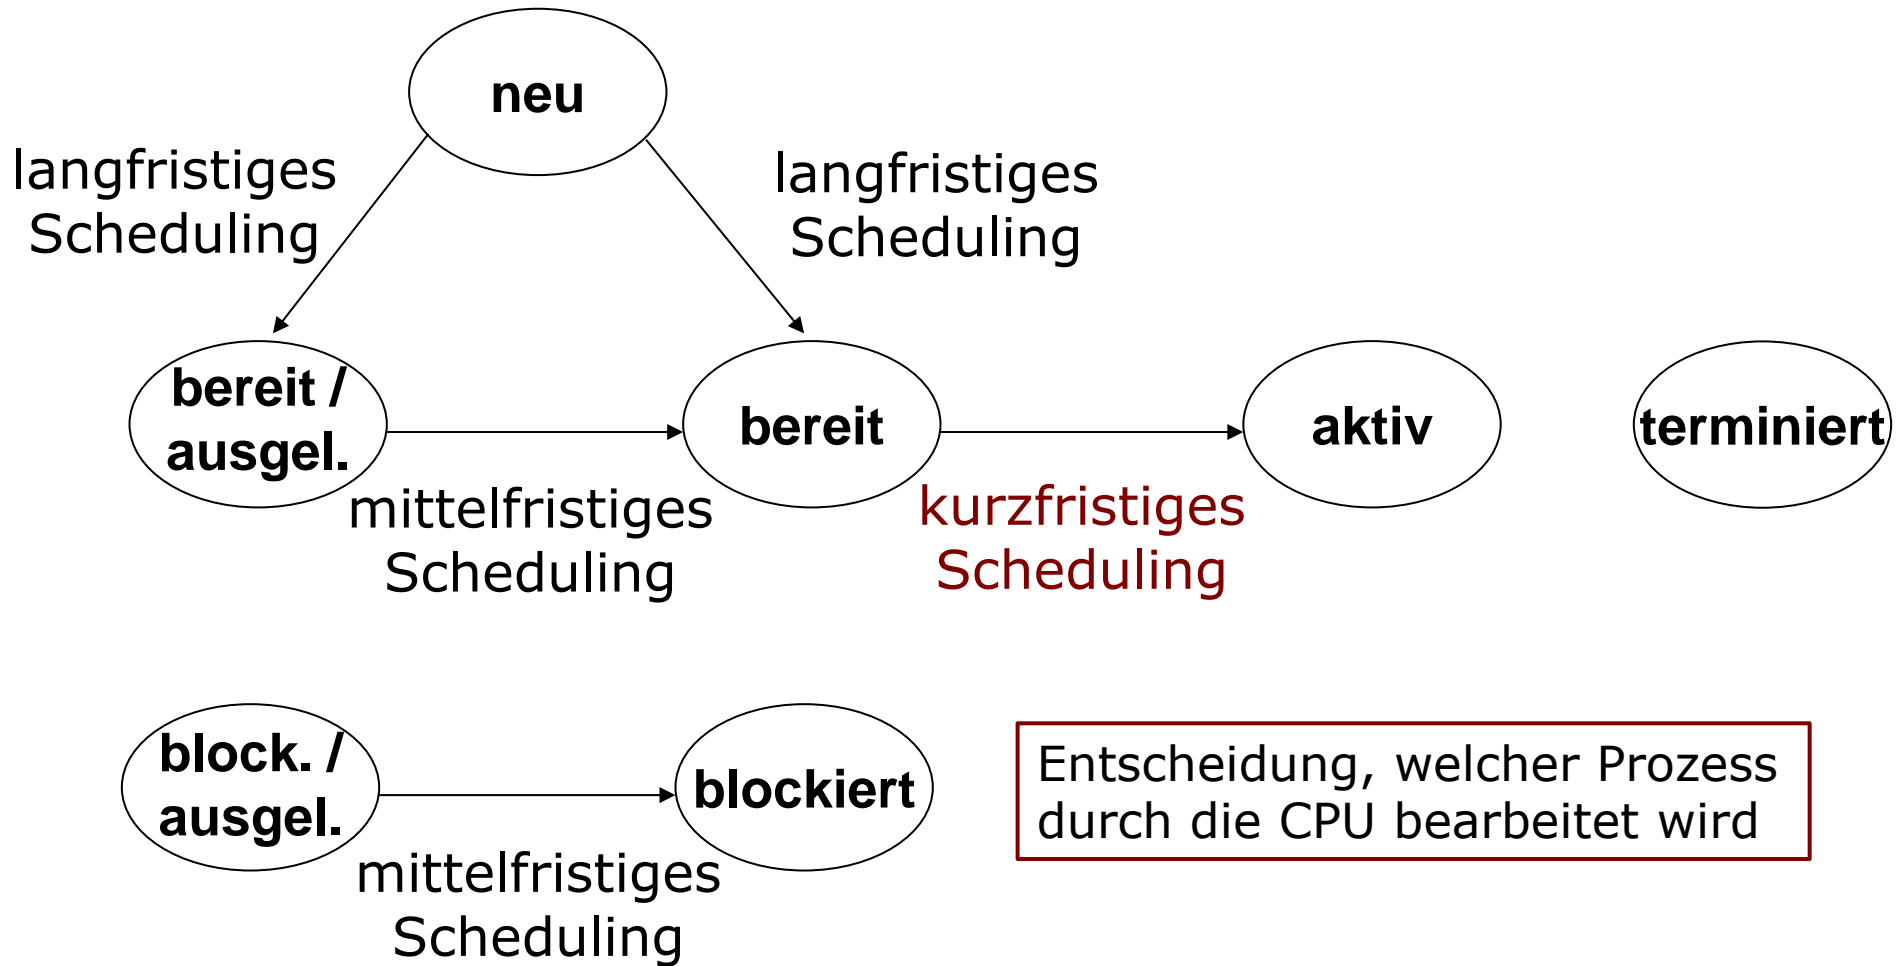 neu
langfristiges
Scheduling
langfristiges
Scheduling
bereit /
ausgel.
bereit
aktiv
terminiert
mittelfristiges
Scheduling
kurzfristiges
Scheduling
block. /
ausgel.
blockiert
mittelfristiges
Scheduling
Entscheidung, welcher Prozess
durch die CPU bearbeitet wird